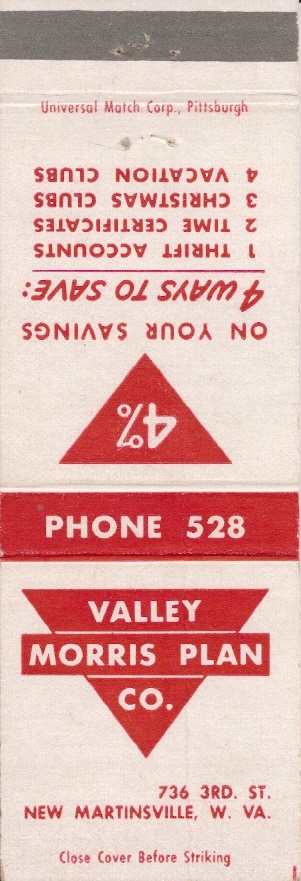 Universal Match Corp., Pittsburgh
4%
ON YOUR SAVINGS
4 WAYS TO SAVE:
1 THRIFT ACCOUNTS
2 TIME CERTIFICATES
3 CHRISTMAS CLUBS
4 VACATION CLUBS
PHONE 528
VALLEY
MORRIS PLAN
CO.
736 3RD. ST.
NEW MARTINSVILLE, W. VA.
Close Cover Before Striking